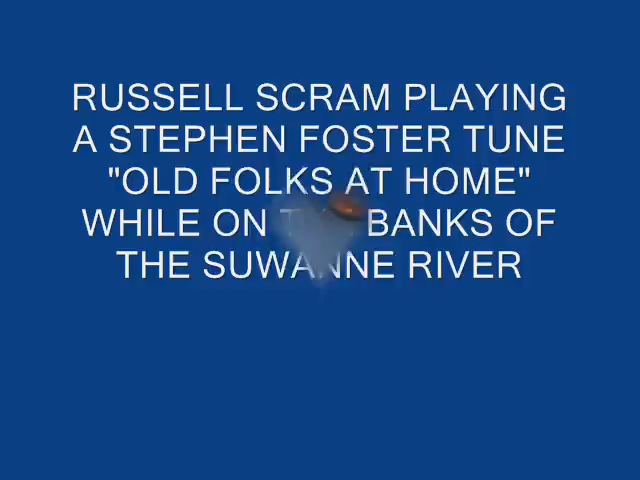 RUSSELL SCRAM PLAYING
A STEPHEN FOSTER TUNE
"OLD FOLKS AT HOME"
WHILE ON BANKS OF
THE SUWANNE RIVER